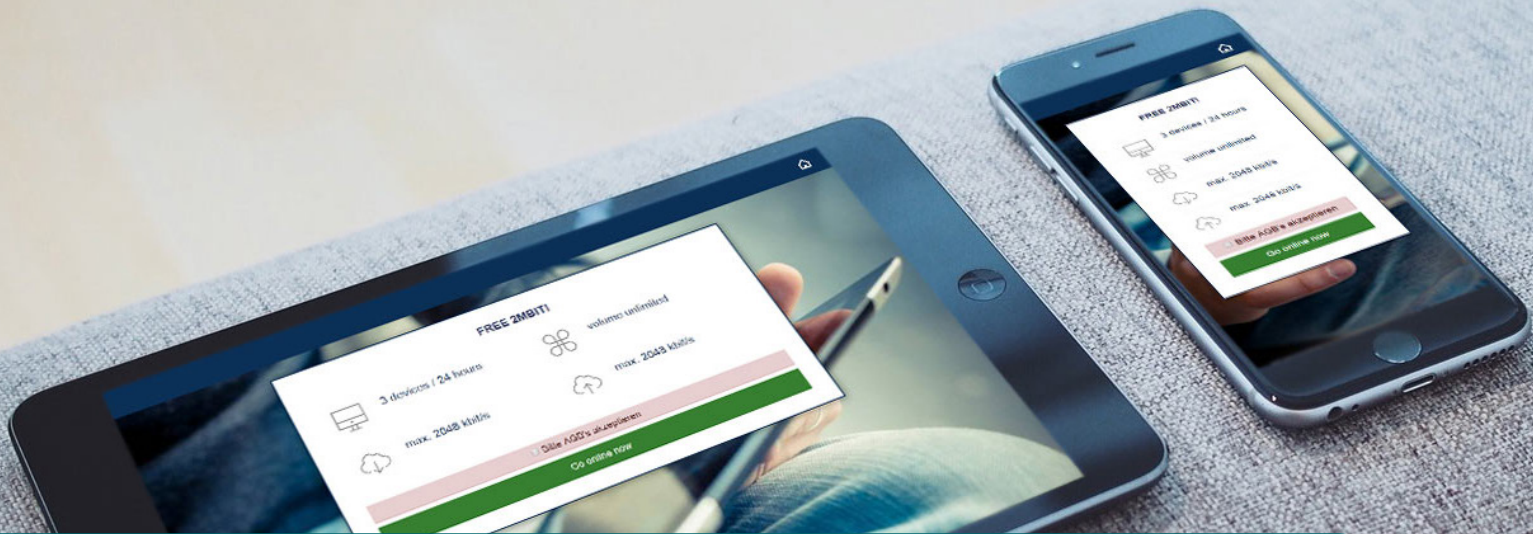 FREE 2MBIT!
3 devices / 24 hours
volume unlimited
max. 2048 kbit/s
max. 2048 kbit/s
Bitte AGB's akzeptieren
Go online now
FREE 2MBIT!
3 devices / 24 hours
volume unlimited
max. 2048 kbit/s
max. 2048 kbit/s
Bitte AGB's akzeptieren
Go online now